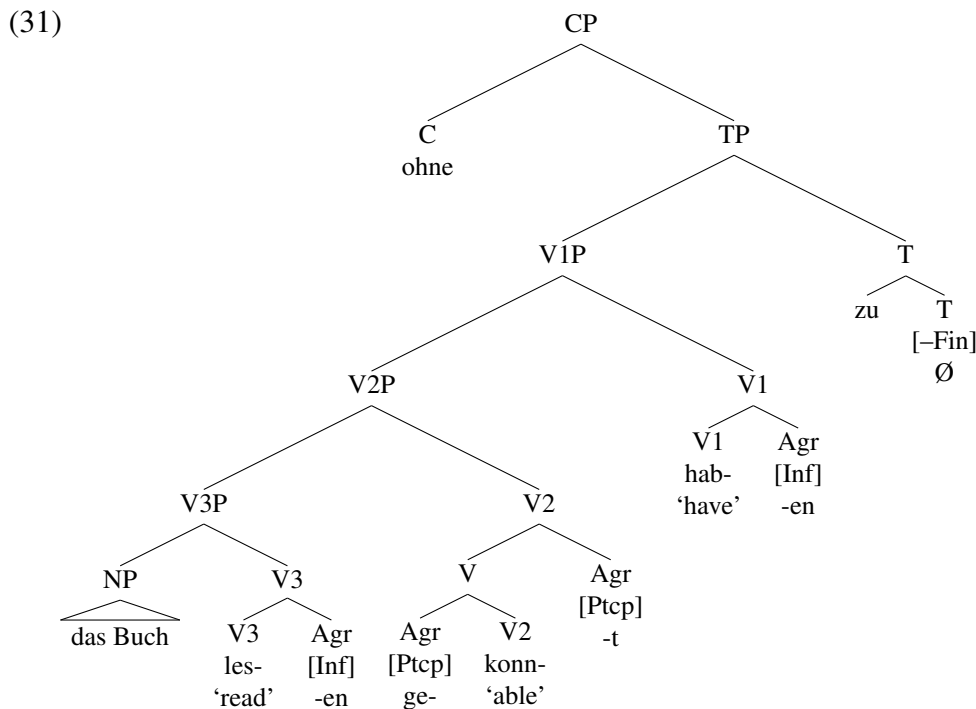 (31)
CP
C TP
ohne
V1P T
zu T
[–Fin]
Ø
V2P V1
V1 Agr
hab- [Inf]
‘have’ -en
V3P V2
NP V3 V Agr
[Ptcp]
das Buch V3 Agr Agr V2 -t
les- [Inf] [Ptcp] konn-
‘read’ -en ge- ‘able’